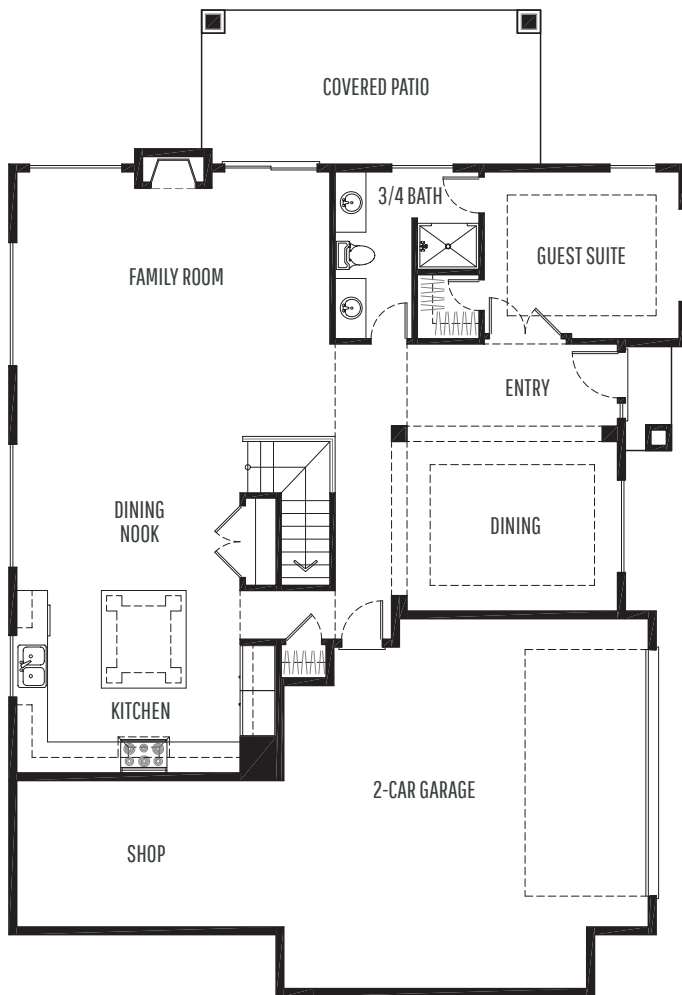 COVERED PATIO
3/4 BATH
GUEST SUITE
FAMILY ROOM
ENTRY
DINING
NOOK
DINING
KITCHEN
2-CAR GARAGE
SHOP